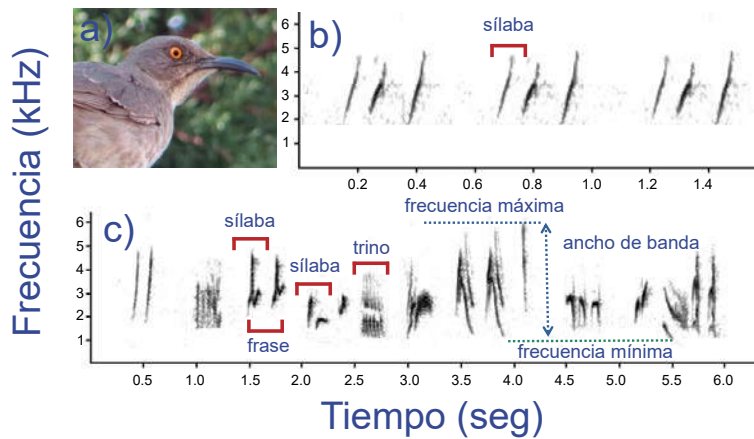 Frecuencia (kHz)
a)
b)
sílaba
6
5
4
3
2
1
0.2 0.4 0.6 0.8 1.0 1.2 1.4
c)
sílaba
sílaba
trino
frase
frecuencia máxima
ancho de banda
frecuencia mínima
6
5
4
3
2
1
0.5 1.0 1.5 2.0 2.5 3.0 3.5 4.0 4.5 5.0 5.5 6.0
Tiempo (seg)